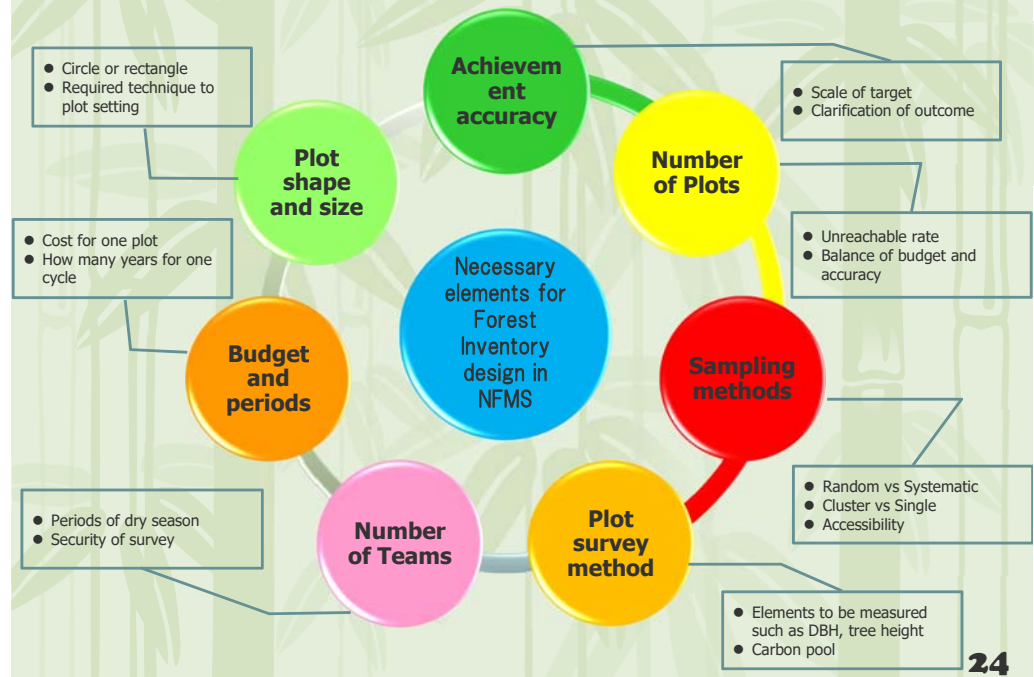 Achievem
ent
accuracy
● Scale of target
● Clarification of outcome
Number
of Plots
● Unreachable rate
● Balance of budget and
accuracy
Sampling
methods
● Random vs Systematic
● Cluster vs Single
● Accessibility
Plot
survey
method
● Elements to be measured
such as DBH, tree height
● Carbon pool
Number
of Teams
● Periods of dry season
● Security of survey
Budget
and
periods
● Cost for one plot
● How many years for one
cycle
Plot
shape
and size
● Circle or rectangle
● Required technique to
plot setting
Necessary
elements for
Forest
Inventory
design in
NFMS
24